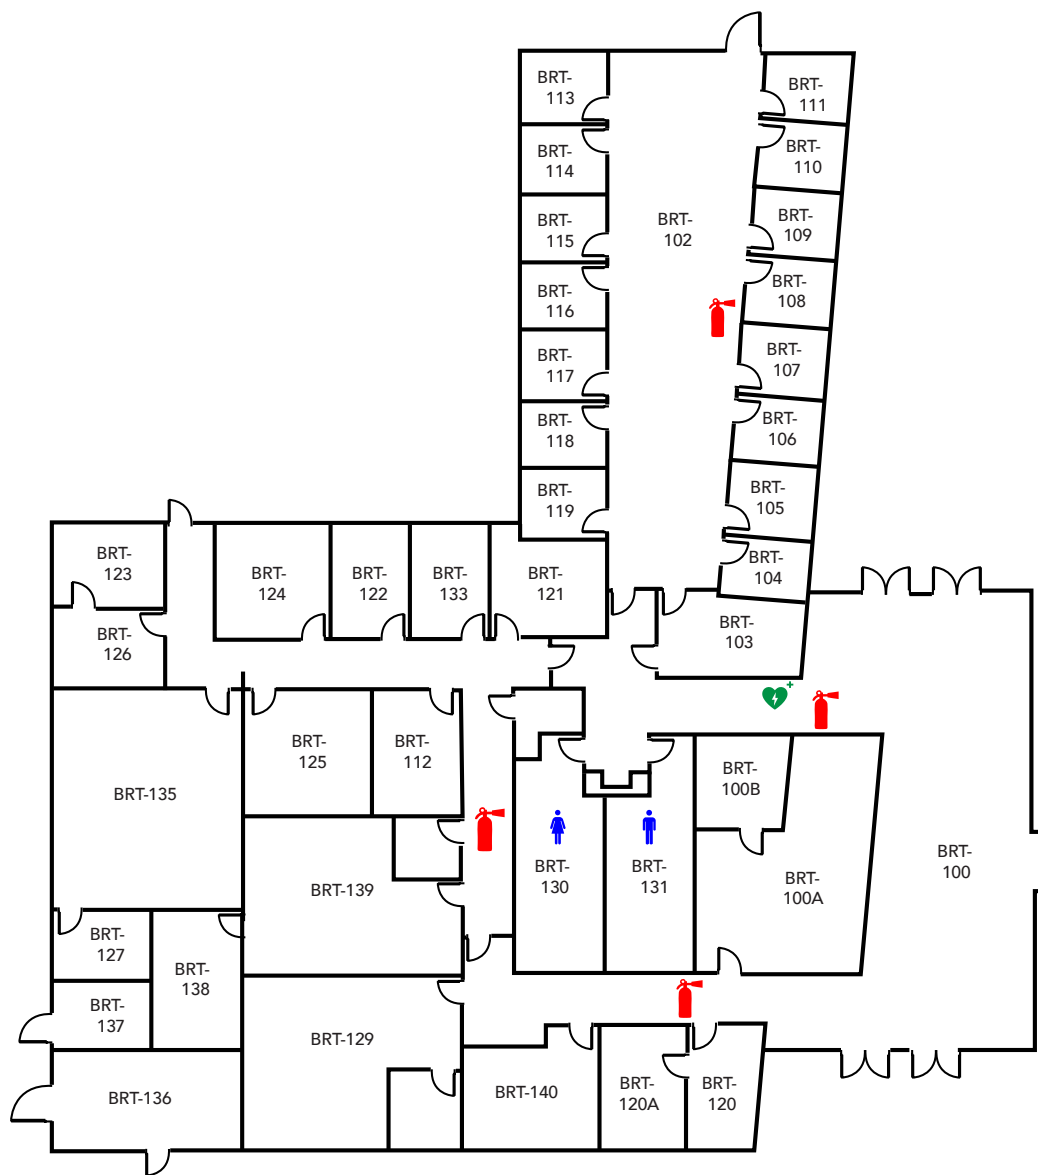 BRT-
113
BRT-
111
BRT-
114
BRT-
110
BRT-
115
BRT-
102
BRT-
109
BRT-
116
BRT-
108
BRT-
117
BRT-
107
BRT-
118
BRT-
106
BRT-
119
BRT-
105
BRT-
123
BRT-
124
BRT-
122
BRT-
133
BRT-
121
BRT-
104
BRT-
126
BRT-
103
BRT-
125
BRT-
112
BRT-
100B
BRT-135
BRT-139
BRT-
130
BRT-
131
BRT-
100A
BRT-
100
BRT-
127
BRT-
138
BRT-
137
BRT-129
BRT-136
BRT-140
BRT-
120A
BRT-
120